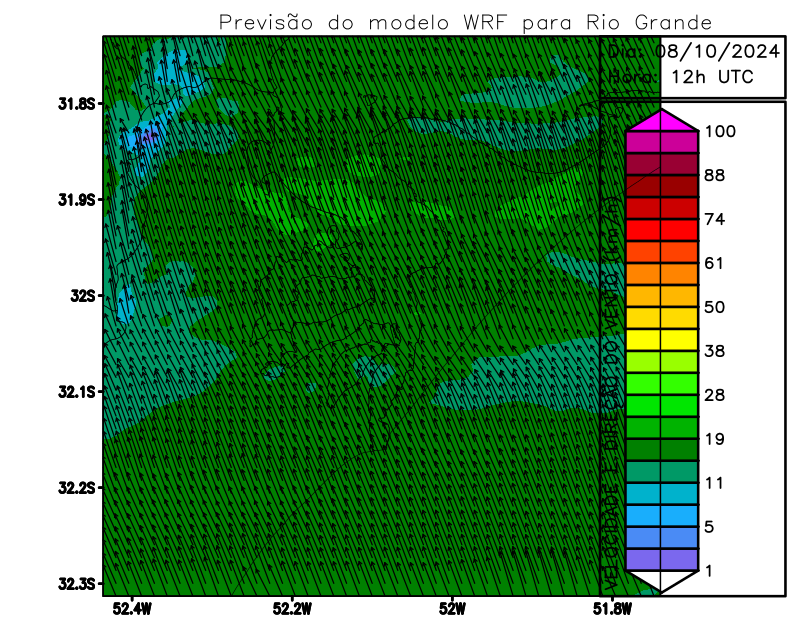 Previsão do modelo WRF para Rio Grande
Dia: 08/10/2024
Hora: 12h UTC
31.8S
31.9S
32S
32.1S
32.2S
32.3S
52.4W
52.2W
52W
51.8W
VELOCIDADE E DIREÇÃO DO VENTO (km/h)
100
88
74
61
50
38
28
19
11
5
1